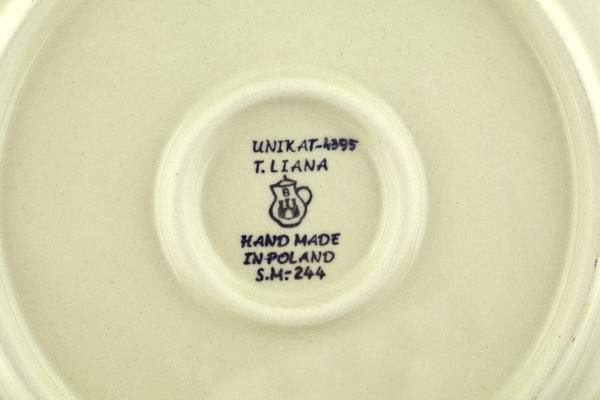 UNIKAT-4395
T. LIANA
B
HAND MADE
IN POLAND
S.M.-244